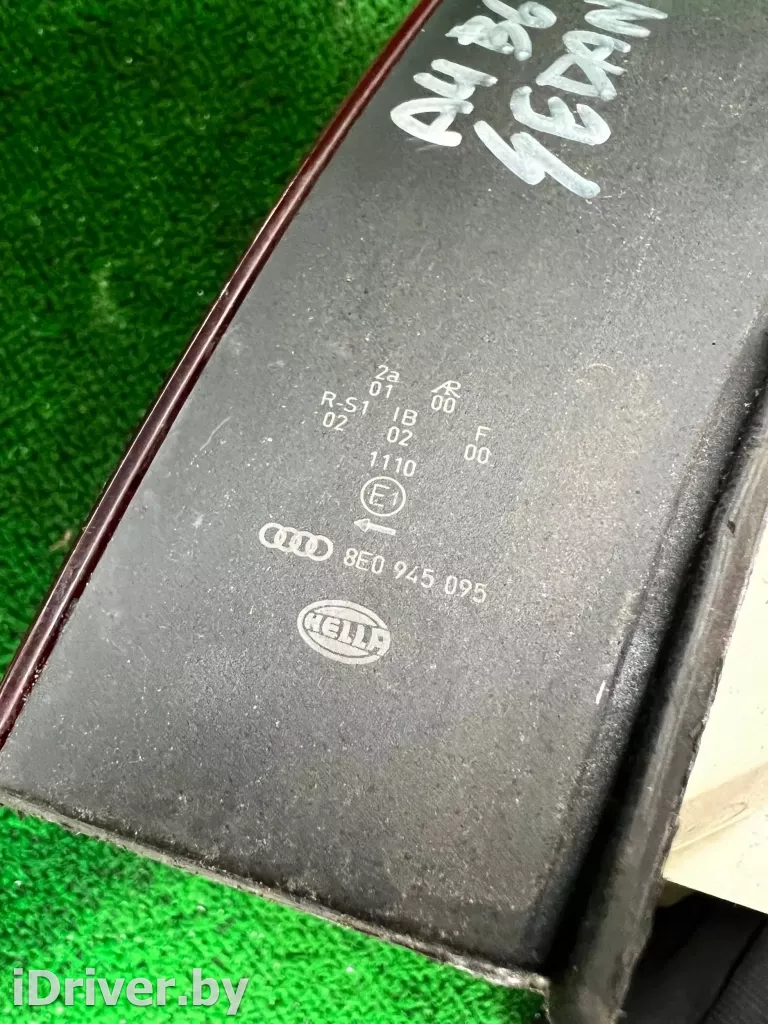 A4 B6
SEDAN
2a AR
01 00
R-S1 IB F
02 02 00
1110
E1
8E0 945 095
HELLA
iDriver.by